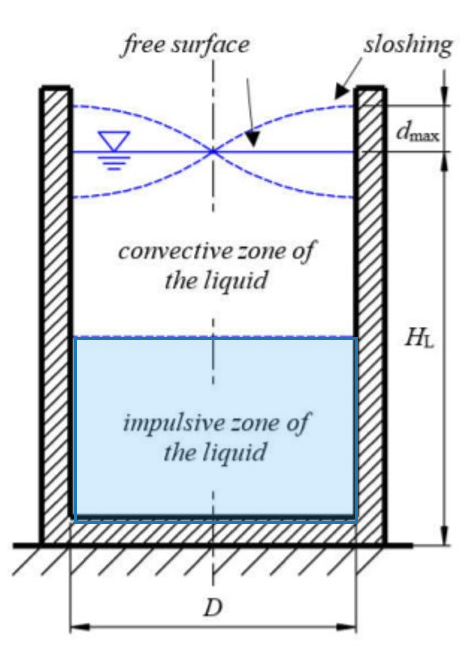 free surface
sloshing
d_max
convective zone of
the liquid
H_L
impulsive zone of
the liquid
D